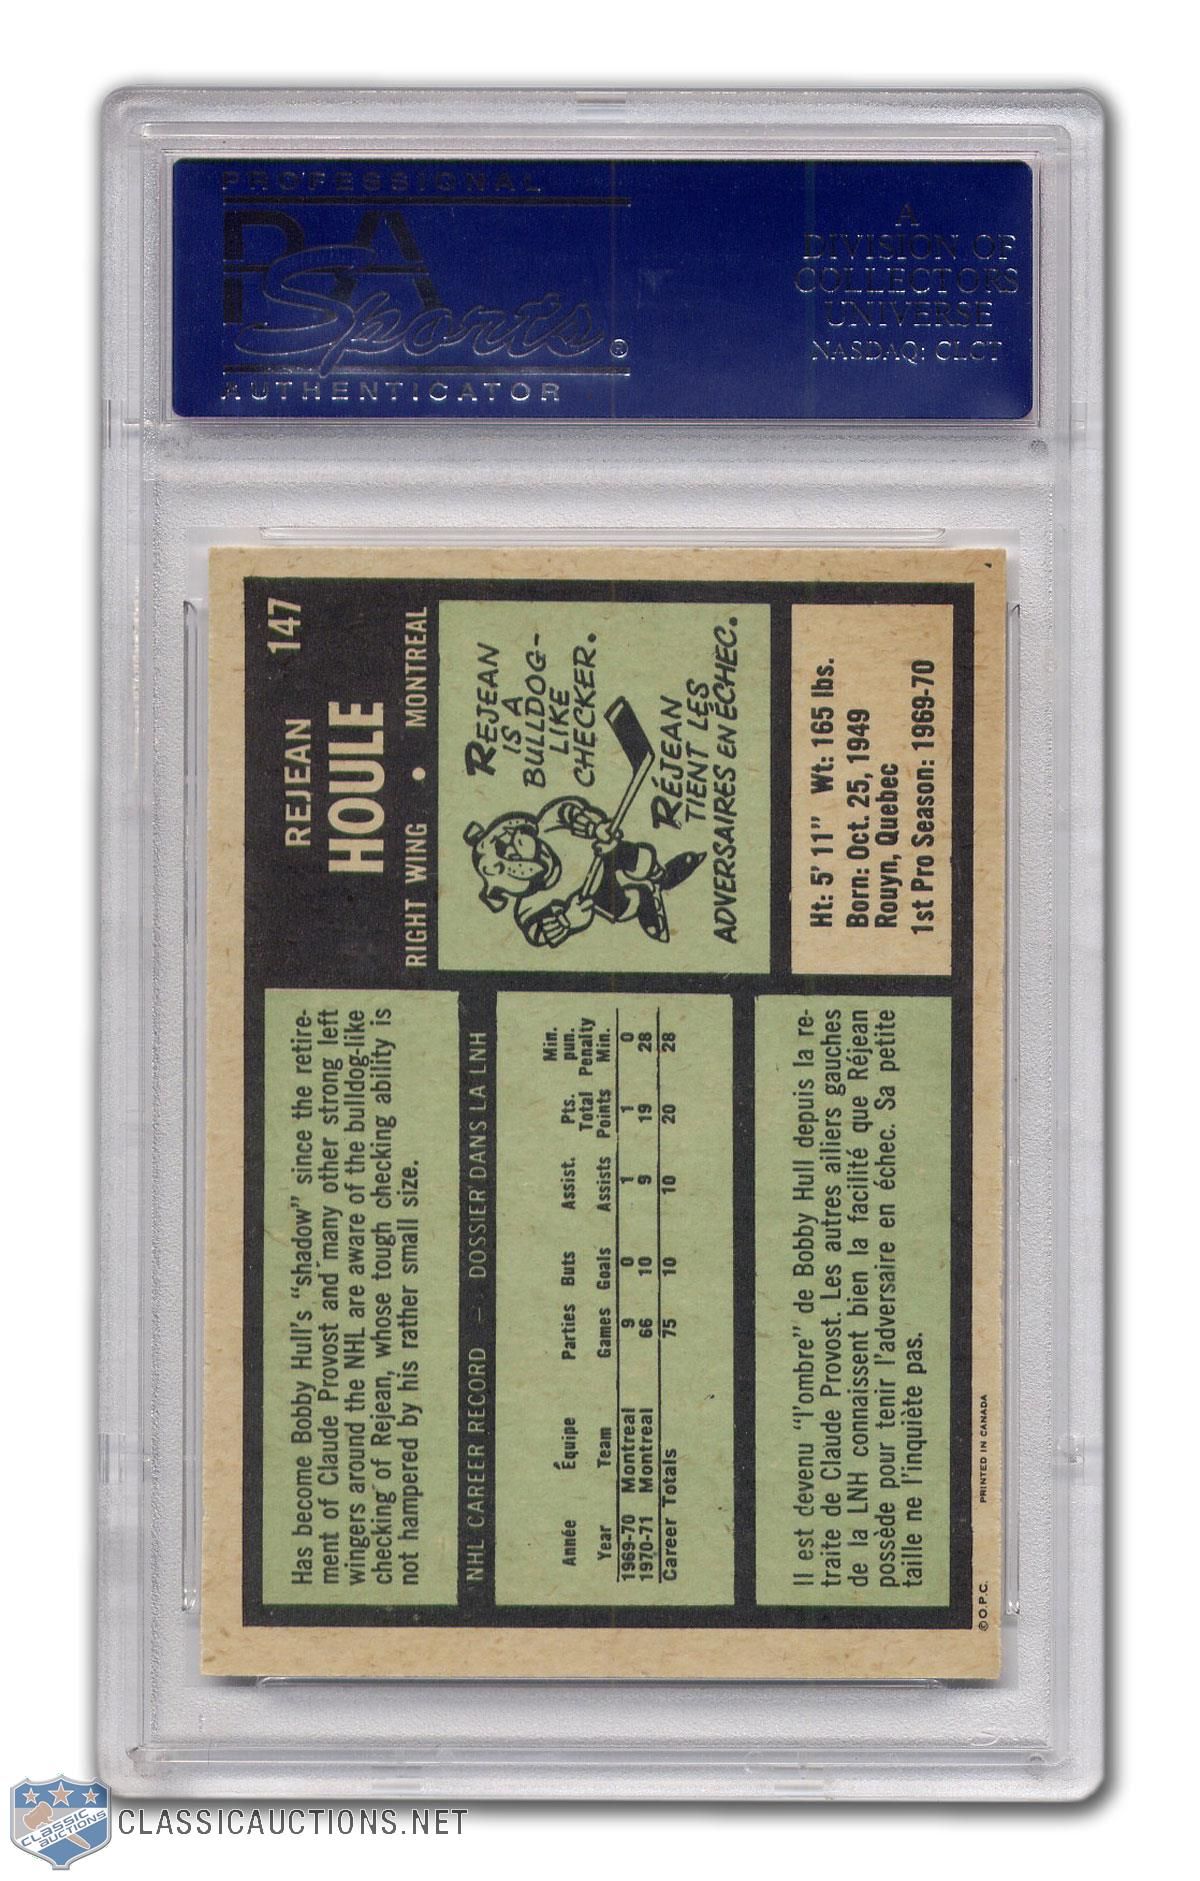 PROFESSIONAL
PSA
Sports®
AUTHENTICATOR
A
DIVISION OF
COLLECTORS
UNIVERSE
NASDAQ: CLCT
REJEAN 147
HOULE
RIGHT WING • MONTREAL
Has become Bobby Hull's "shadow" since the retire-
ment of Claude Provost and many other strong left
wingers around the NHL are aware of the bulldog-like
checking of Rejean, whose tough checking ability is
not hampered by his rather small size.
REJEAN
IS A
BULLDOG-
LIKE
CHECKER.
RÉJEAN
TIENT LES
ADVERSAIRES EN ÉCHEC.
NHL CAREER RECORD — DOSSIER DANS LA LNH
Min.
Pts. pun.
Année Équipe Parties Buts Assist. Total Penalty
Year Team Games Goals Assists Points Min.
1969-70 Montreal 9 0 1 1 0
1970-71 Montreal 66 10 9 19 28
Career Totals 75 10 10 20 28
Ht: 5' 11" Wt: 165 lbs.
Born: Oct. 25, 1949
Rouyn, Quebec
1st Pro Season: 1969-70
Il est devenu "l'ombre" de Bobby Hull depuis la re-
traite de Claude Provost. Les autres ailiers gauches
de la LNH connaissent bien la facilité que Réjean
possède pour tenir l'adversaire en échec. Sa petite
taille ne l'inquiète pas.
© O.P.C. PRINTED IN CANADA
CLASSIC
AUCTIONS
CLASSICAUCTIONS.NET